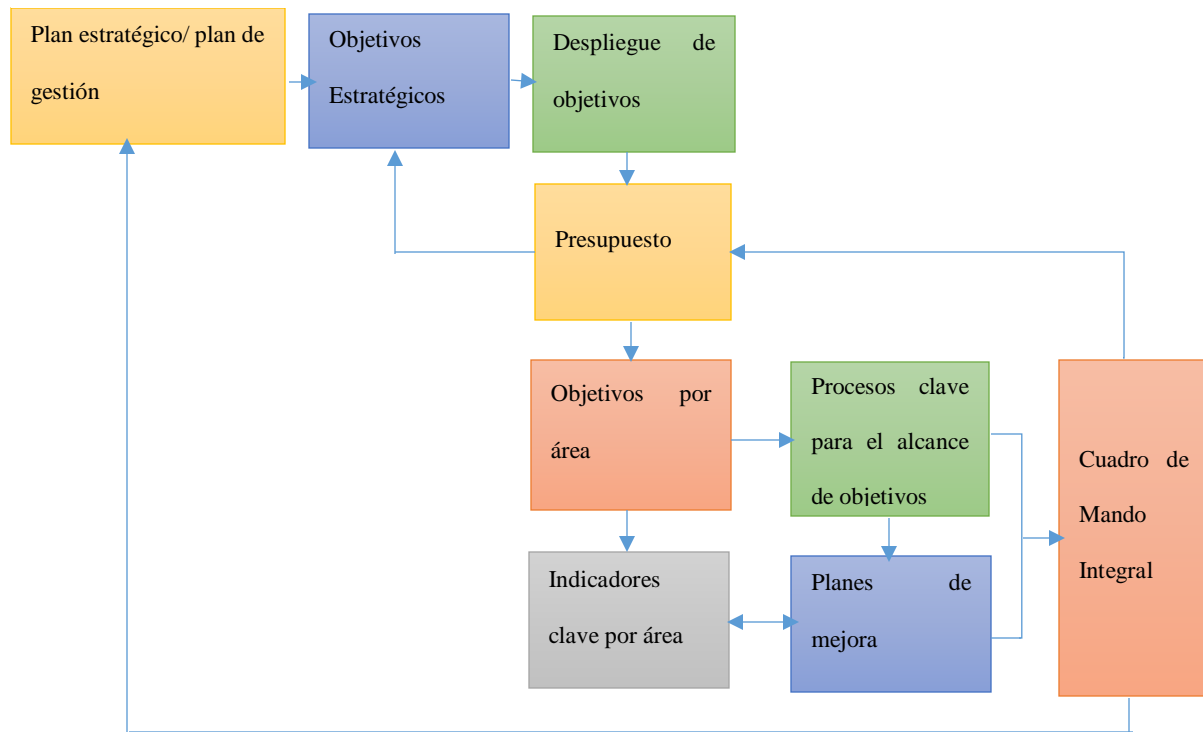 Plan estratégico/ plan de
gestión
Objetivos
Estratégicos
Despliegue de
objetivos
Presupuesto
Objetivos por
área
Procesos clave
para el alcance
de objetivos
Cuadro de
Mando
Integral
Indicadores
clave por área
Planes de
mejora